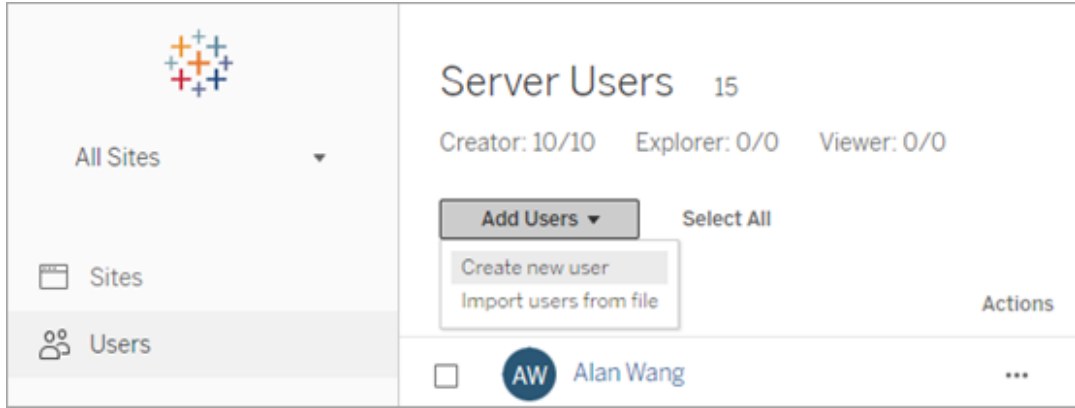 All Sites
Sites
Users
Server Users 15
Creator: 10/10 Explorer: 0/0 Viewer: 0/0
Add Users Select All
Create new user
Import users from file
Actions
AW Alan Wang